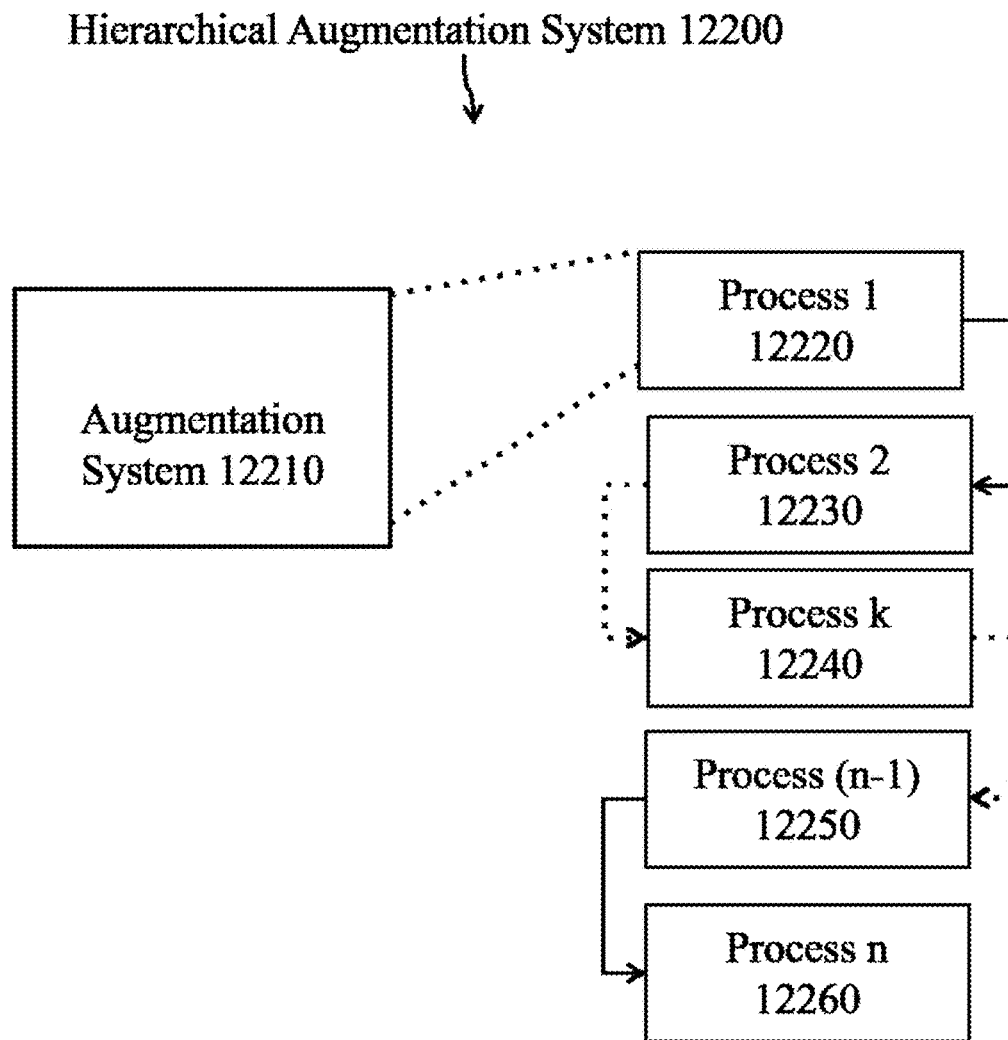 Hierarchical Augmentation System 12200
Process 1
12220
Augmentation
System 12210
Process 2
12230
Process k
12240
Process (n-1)
12250
Process n
12260